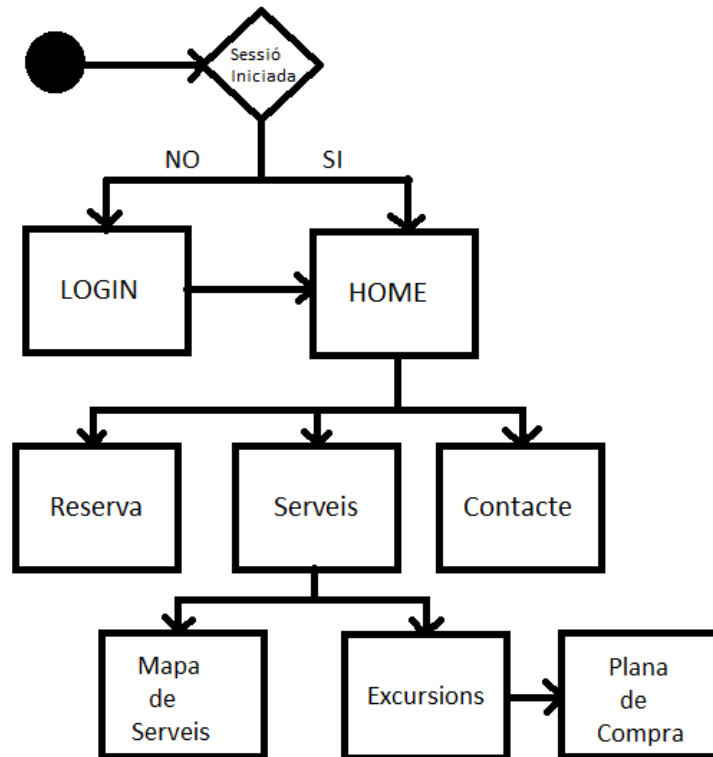 Sessió
Iniciada
NO
SI
LOGIN
HOME
Reserva
Serveis
Contacte
Mapa
de
Serveis
Excursions
Plana
de
Compra